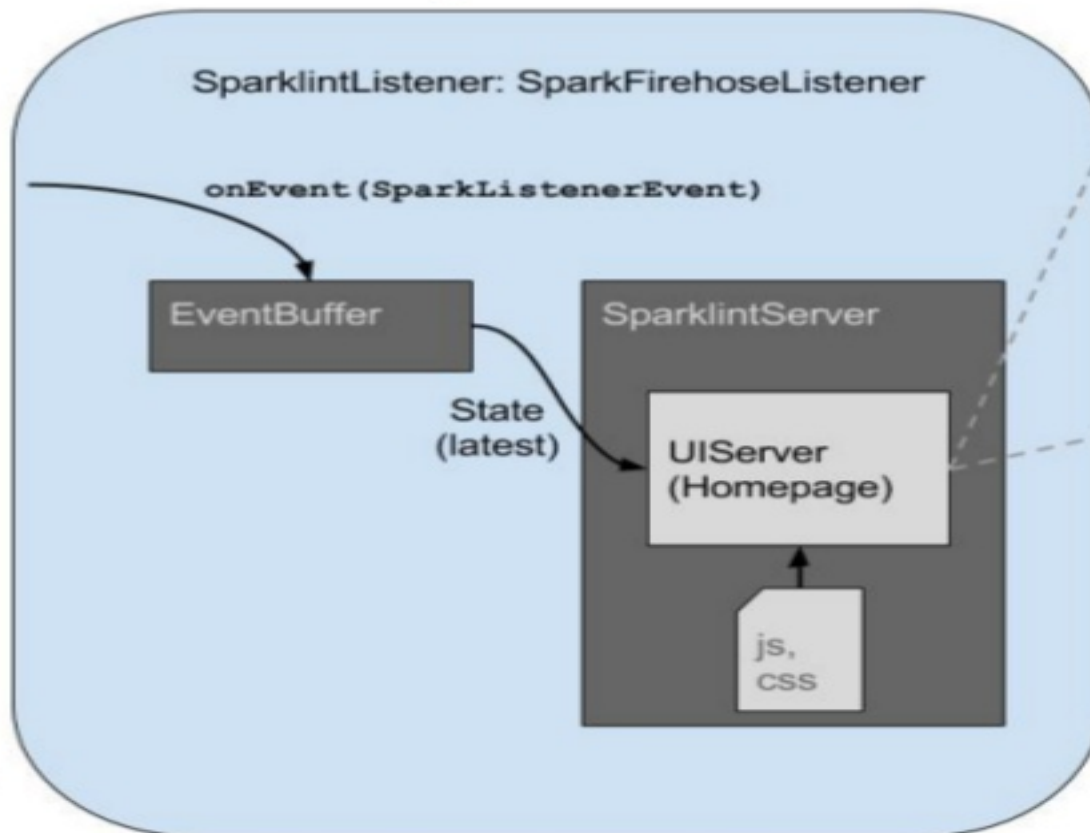 SparklintListener: SparkFirehoseListener
onEvent(SparkListenerEvent)
EventBuffer
SparklintServer
State
(latest)
UIServer
(Homepage)
js,
css